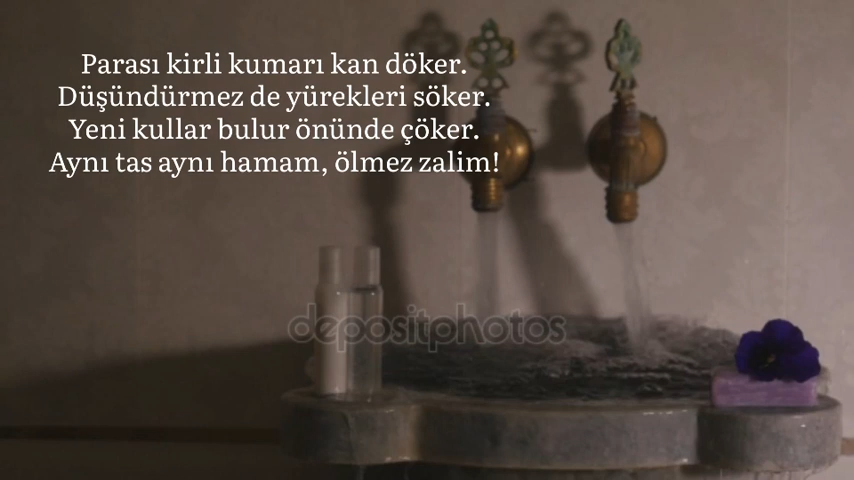 Parası kirli kumarı kan döker.
Düşündürmez de yürekleri söker.
Yeni kullar bulur önünde çöker.
Aynı tas aynı hamam, ölmez zalim!
depositphotos